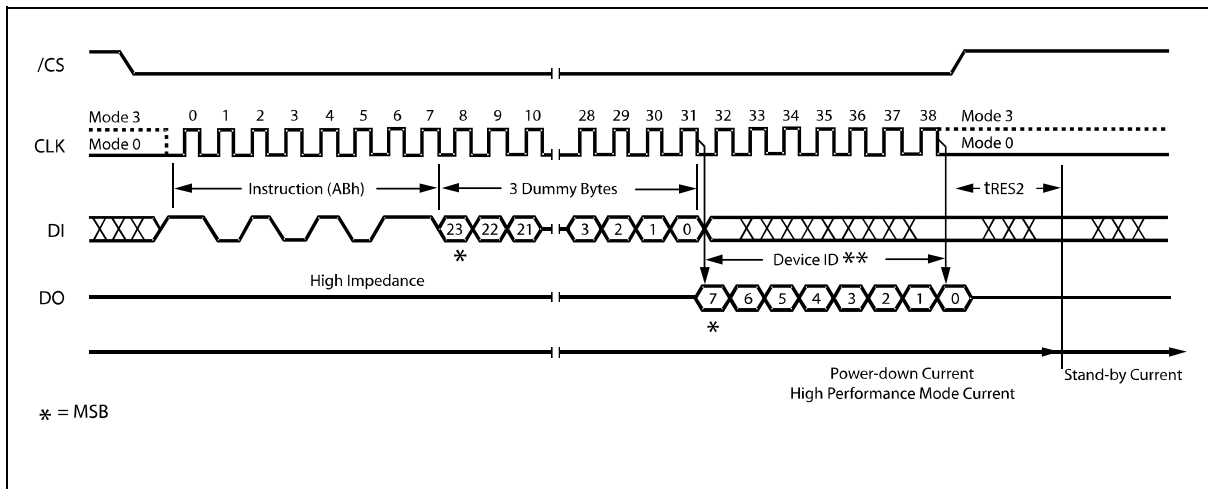 /CS
Mode 3 0 1 2 3 4 5 6 7 8 9 10 28 29 30 31 32 33 34 35 36 37 38 Mode 3
CLK Mode 0 Mode 0
Instruction (ABh) 3 Dummy Bytes tRES2
DI 23 22 21 3 2 1 0
* Device ID **
High Impedance
DO 7 6 5 4 3 2 1 0
*
Power-down Current Stand-by Current
High Performance Mode Current
* = MSB